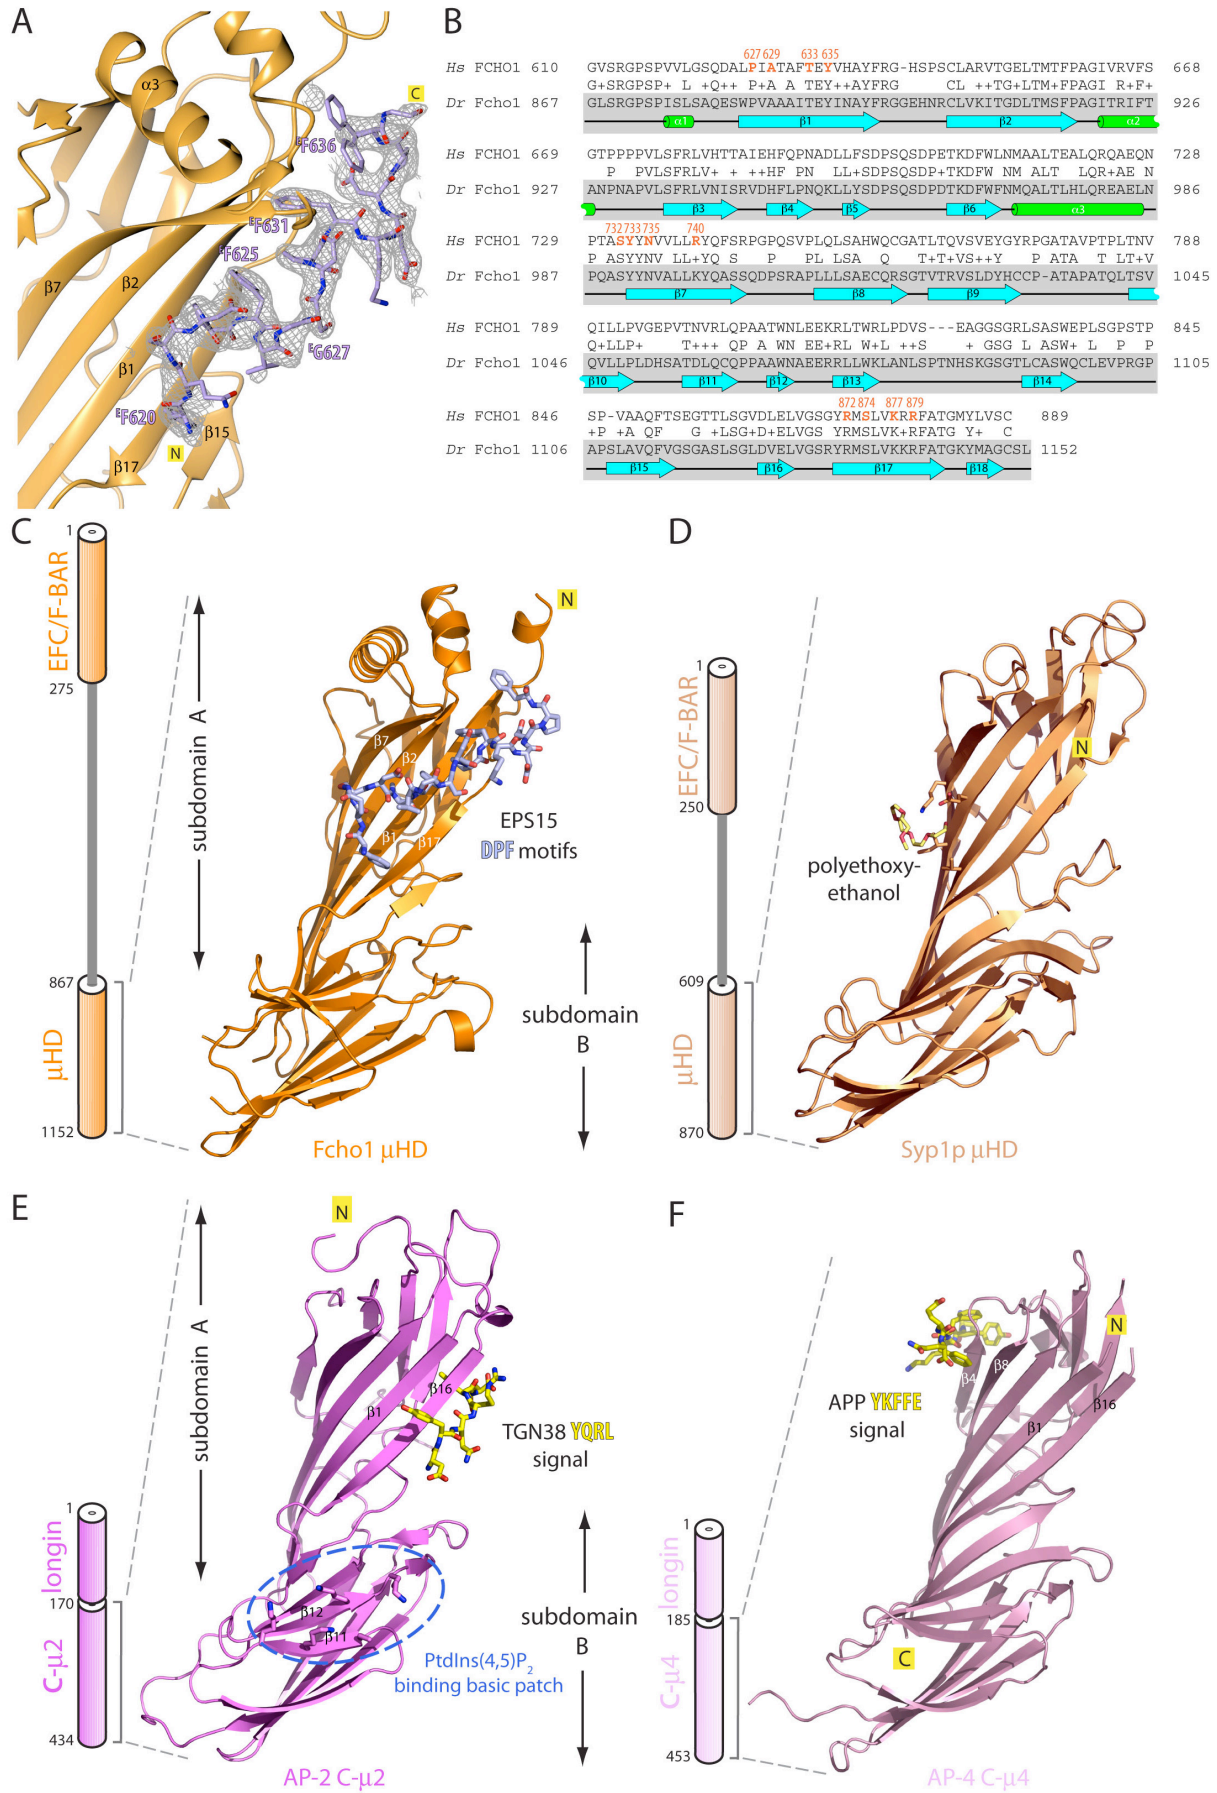 A
α3
C
EF636
EF631
EF625
β7
β2
EG627
β1
EF620
N
β15
β17
B
627 629 633 635
Hs FCHO1 610 GVSRGPSPVVLGSQDALPIATAFTEYVHAYFRG-HSPSCLARVTGELTMTFPAGIVRVFS 668
G+SRGPSP+ L +Q+ P+A A TEY++AYFRG CL ++TG+LTM+FPAGI R+F+
Dr Fcho1 867 GLSRGPSPISLSAQESWPVAAAITEYINAYFRGGEHNRCLVKITGDLTMSFPAGITRIFT 926
α1 β1 β2 α2
Hs FCHO1 669 GTPPPPVLSFRLVHTTAIEHFQPNADLLFSDPSQSDPETKDFWLNMAALTEALQRQAEQN 728
P PVLSFRLV+ + ++HF PN LL+SDPSQSDP+TKDFW NM ALT LQR+AE N
Dr Fcho1 927 ANPNAPVLSFRLVNISRVDHFLPNQKLLYSDPSQSDPDTKDFWFNMQALTLHLQREAELN 986
β3 β4 β5 β6 α3
732 733 735 740
Hs FCHO1 729 PTASYYNVVLLRYQFSRPGPQSVPLQLSAHWQCGATLTQVSVEYGYRPGATAVPTPLTNV 788
P ASYYNV LL+YQ S P PL LSA Q T+T+VS++Y P ATA T LT+V
Dr Fcho1 987 PQASYYNVALLKYQASSQDPSRAPLLLSAECQRSGTVTRVSLDYHCCP-ATAPATQLTSV 1045
β7 β8 β9
Hs FCHO1 789 QILLPVGEPVTNVRLQPAATWNLEEKRLTWRLPDVS---EAGGSGRLSASWEPLSGPSTP 845
Q+LLP+ T+++ QP A WN EE+RL W+L ++S + GSG L ASW+ L P
Dr Fcho1 1046 QVLLPLDHSATDLQCQPPAAWNAEERRLLWKLANLSPTNHSKGSGTLCASWQCLEVPRGP 1105
β10 β11 β12 β13 β14
872 874 877 879
Hs FCHO1 846 SP-VAAQFTSEGTTLSGVDLELVGSGYRMSLVKRRFATGMYLVSC 889
+P +A QF G +LSG+D+ELVGS YRMSLVK+RFATG Y+ C
Dr Fcho1 1106 APSLAVQFVGSGASLSGLDVELVGSRYRMSLVKKRFATGKYMAGCSL 1152
β15 β16 β17 β18
C
1
EFC/F-BAR
275
867
μHD
1152
subdomain A
N
β7
β2
β1
β17
EPS15
DPF motifs
Fcho1 μHD
subdomain
B
D
1
EFC/F-BAR
250
609
μHD
870
N
polyethoxy-
ethanol
Syp1p μHD
E
1
longin
170
C-μ2
434
subdomain A
N
β16
β1
TGN38 YQRL
signal
β12
β11
PtdIns(4,5)P2
binding basic patch
AP-2 C-μ2
subdomain
B
F
1
longin
185
C-μ4
453
N
β4
β8
β16
β1
APP YKFFE
signal
C
AP-4 C-μ4